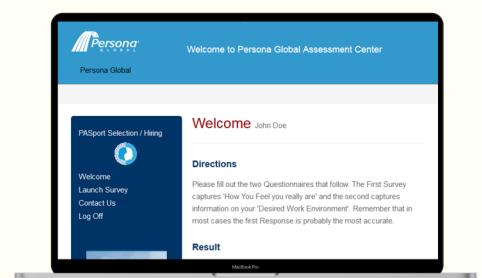 Persona
GLOBAL
Welcome to Persona Global Assessment Center
Persona Global
PASport Selection / Hiring
Welcome
Launch Survey
Contact Us
Log Off
Welcome John Doe
Directions
Please fill out the two Questionnaires that follow. The First Survey
captures 'How You Feel you really are' and the second captures
information on your 'Desired Work Environment'. Remember that in
most cases the first Response is probably the most accurate.
Result
MacBook Pro